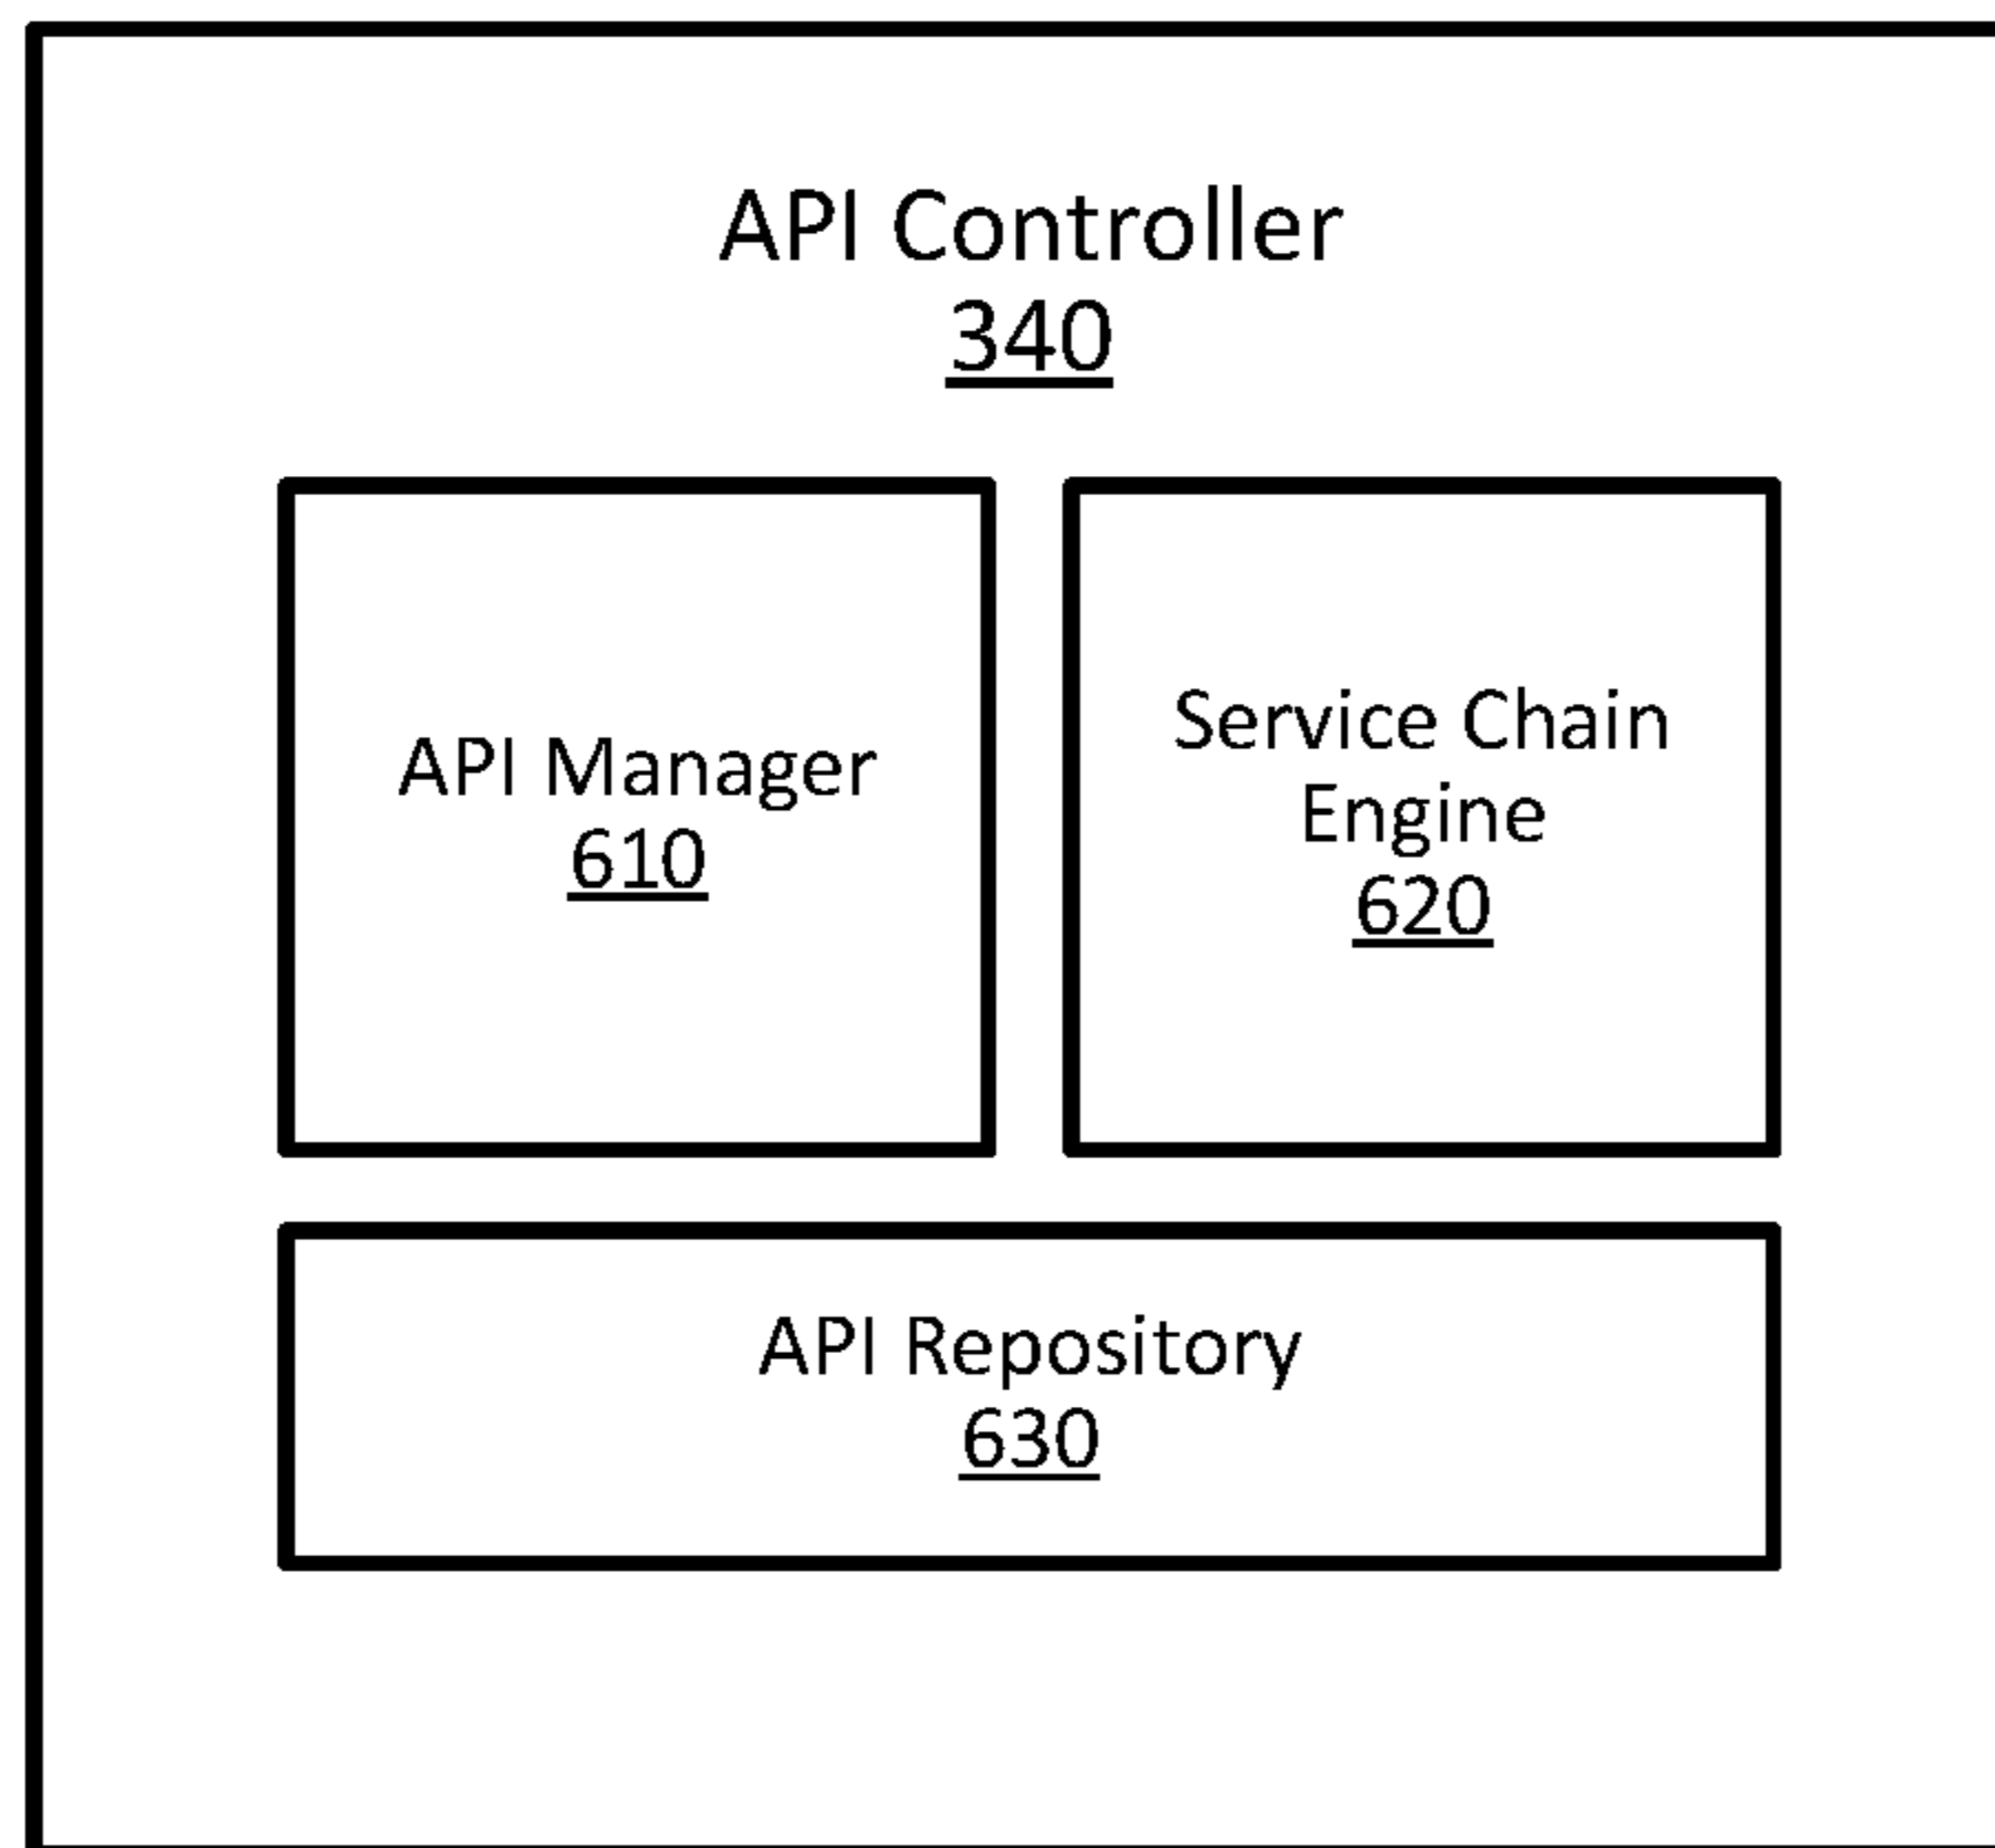 API Controller
340
API Manager
610
Service Chain
Engine
620
API Repository
630